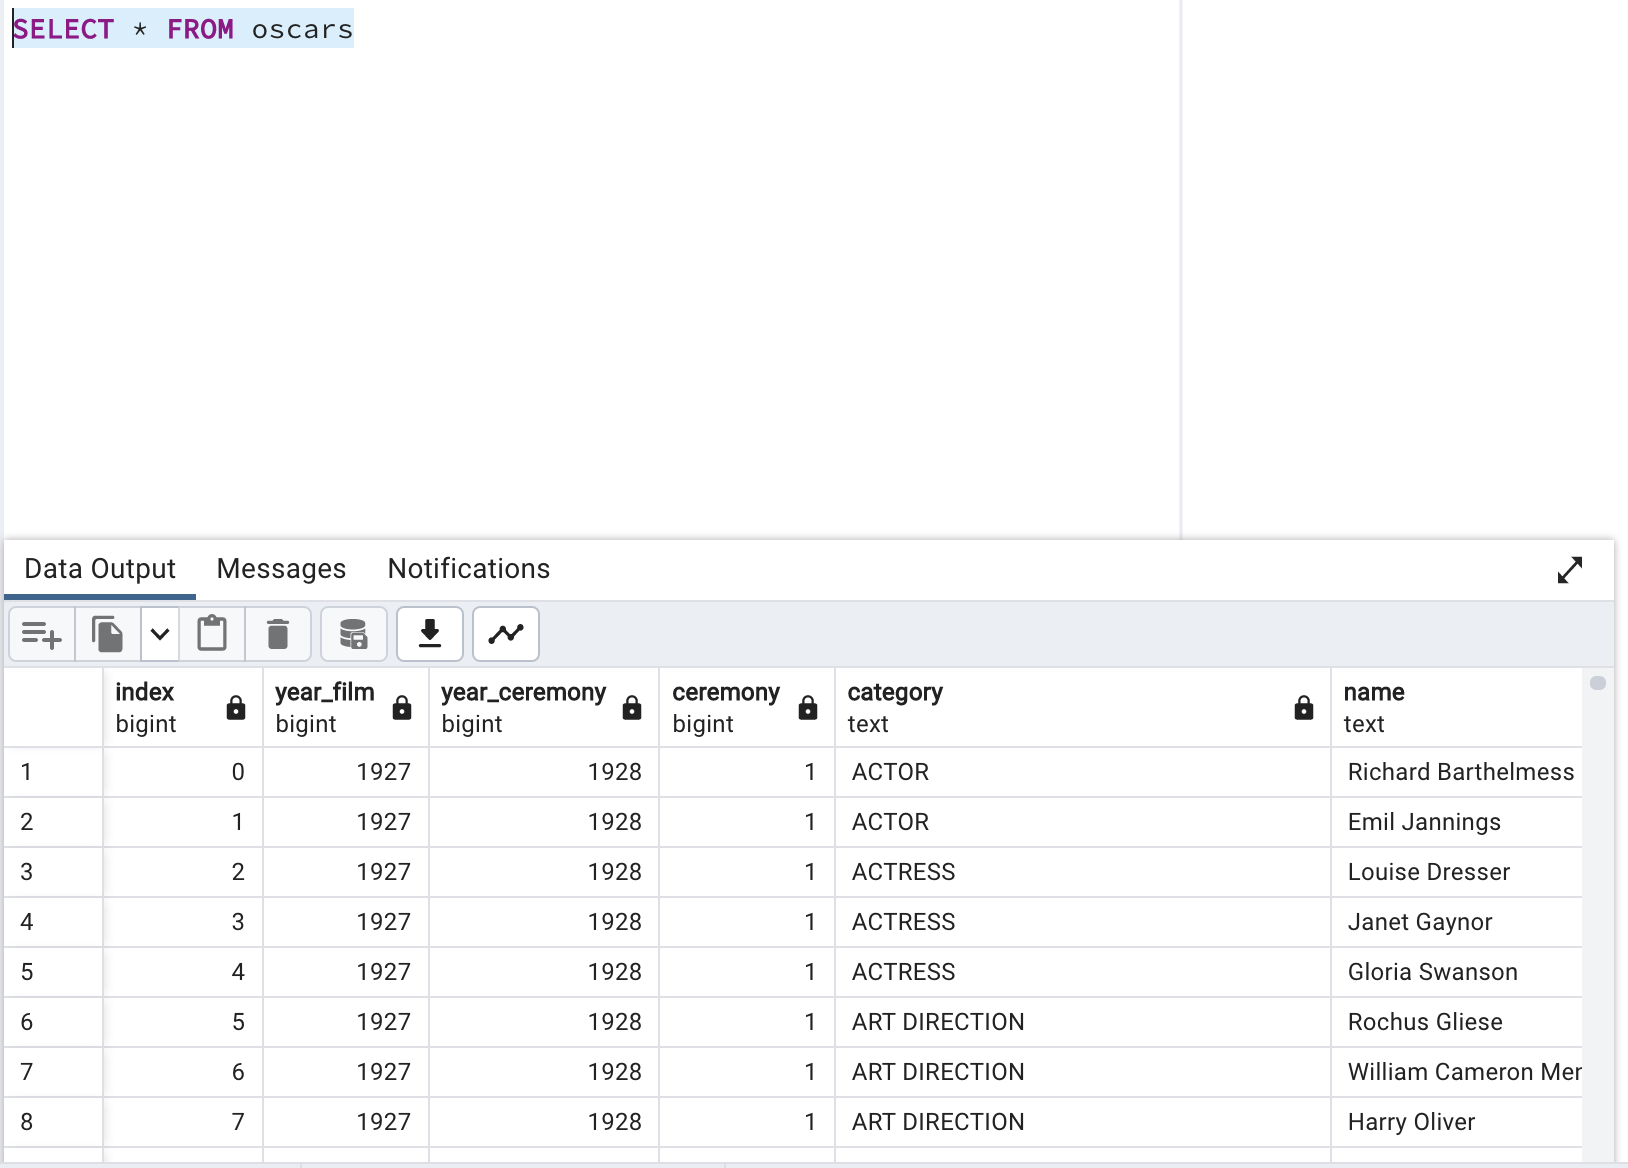 SELECT * FROM oscars
Data Output Messages Notifications
index year_film year_ceremony ceremony category name
bigint bigint bigint bigint text text
1 0 1927 1928 1 ACTOR Richard Barthelmess
2 1 1927 1928 1 ACTOR Emil Jannings
3 2 1927 1928 1 ACTRESS Louise Dresser
4 3 1927 1928 1 ACTRESS Janet Gaynor
5 4 1927 1928 1 ACTRESS Gloria Swanson
6 5 1927 1928 1 ART DIRECTION Rochus Gliese
7 6 1927 1928 1 ART DIRECTION William Cameron
8 7 1927 1928 1 ART DIRECTION Harry Oliver